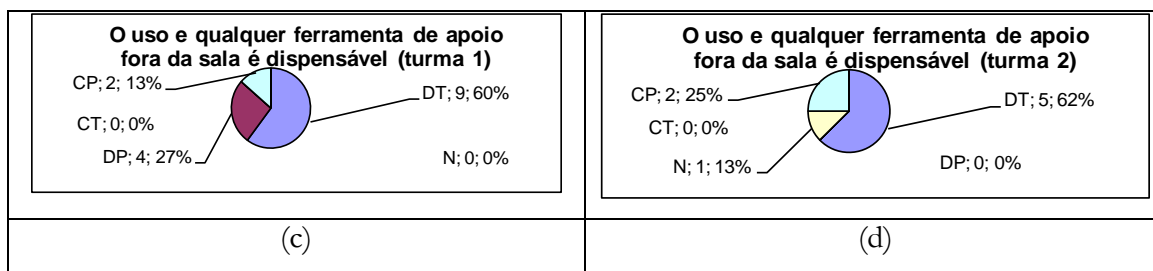 O uso e qualquer ferramenta de apoio
fora da sala é dispensável (turma 1)
CP; 2; 13%
DT; 9; 60%
CT; 0; 0%
DP; 4; 27%
N; 0; 0%
(c)
O uso e qualquer ferramenta de apoio
fora da sala é dispensável (turma 2)
CP; 2; 25%
DT; 5; 62%
CT; 0; 0%
N; 1; 13%
DP; 0; 0%
(d)